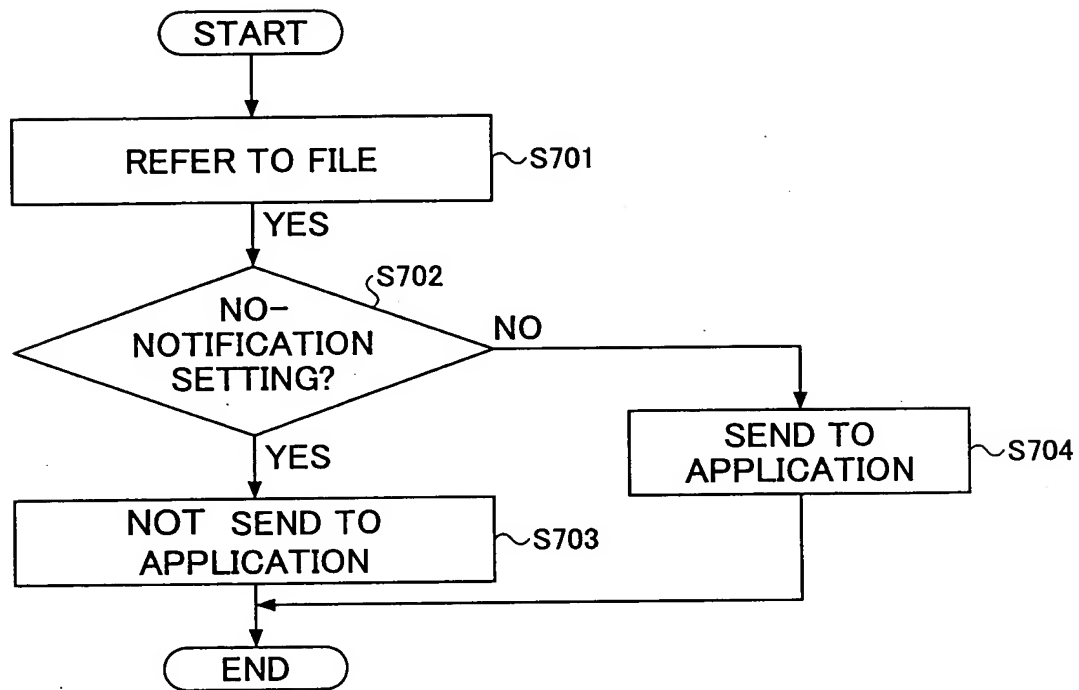 START
REFER TO FILE
S701
YES
S702
NO-
NOTIFICATION
SETTING?
NO
YES
SEND TO
APPLICATION
S704
NOT SEND TO
APPLICATION
S703
END